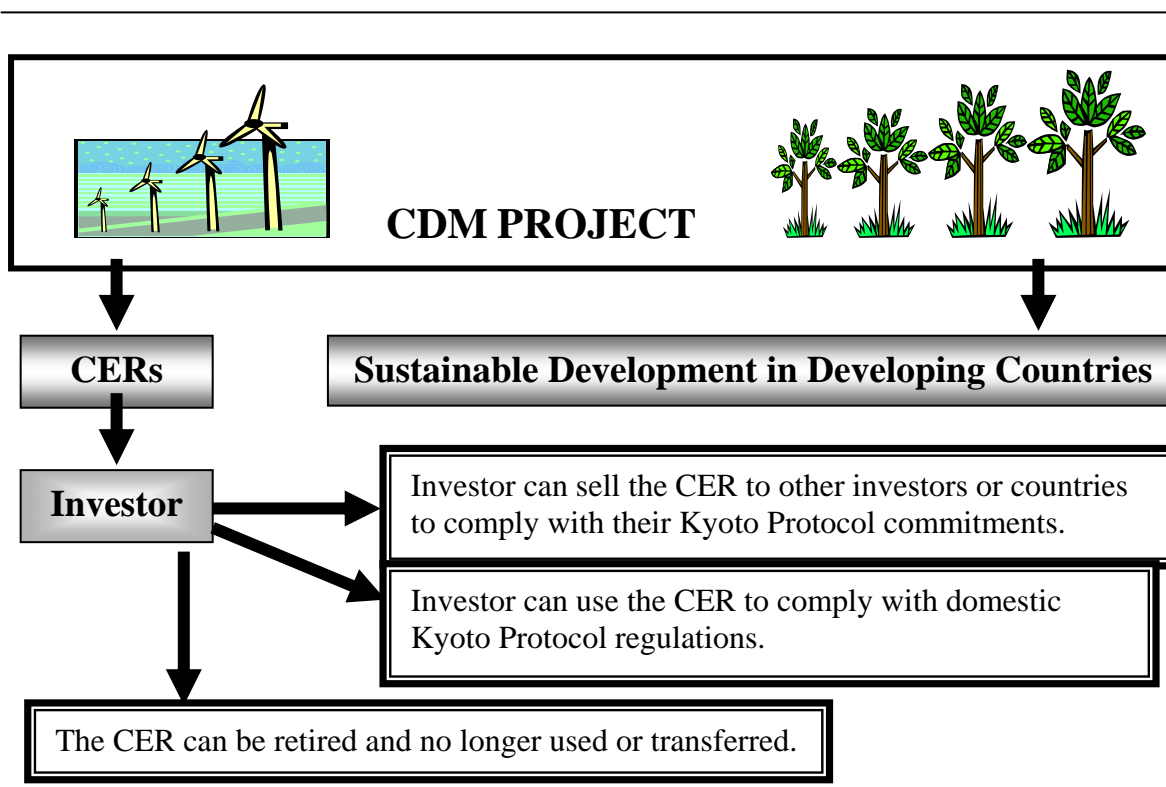 CDM PROJECT
CERs
Sustainable Development in Developing Countries
Investor
Investor can sell the CER to other investors or countries
to comply with their Kyoto Protocol commitments.
Investor can use the CER to comply with domestic
Kyoto Protocol regulations.
The CER can be retired and no longer used or transferred.